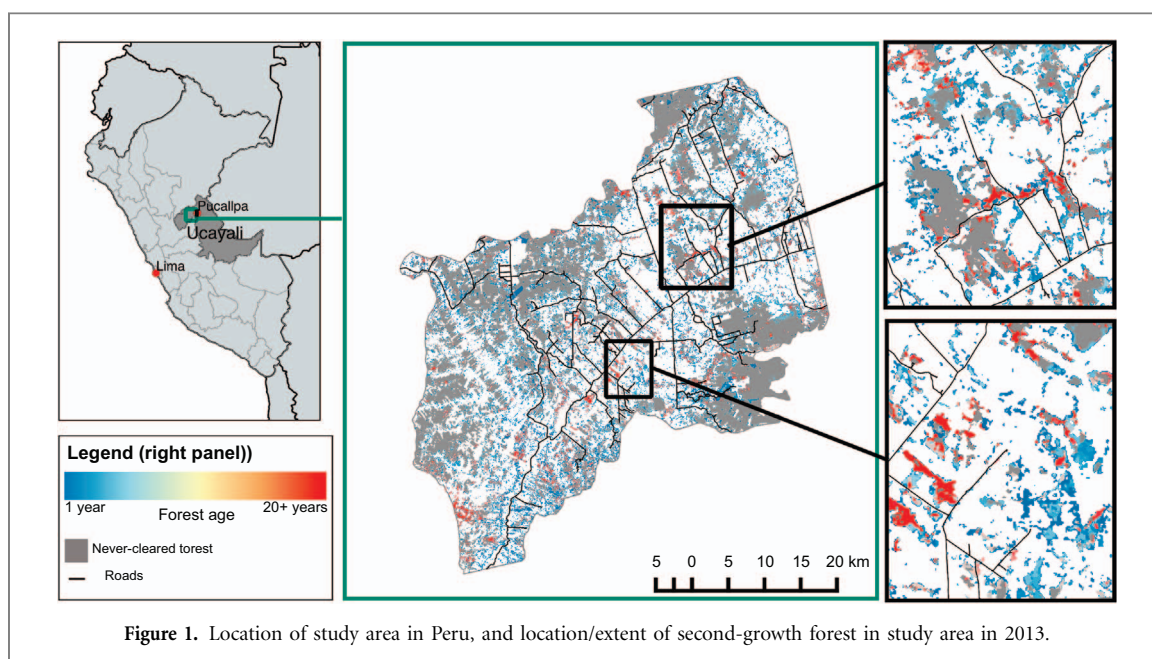 Pucallpa
Ucayali
Lima
Legend (right panel))
1 year
Forest age
20+ years
Never-cleared torest
Roads
5 0 5 10 15 20 km
Figure 1. Location of study area in Peru, and location/extent of second-growth forest in study area in 2013.